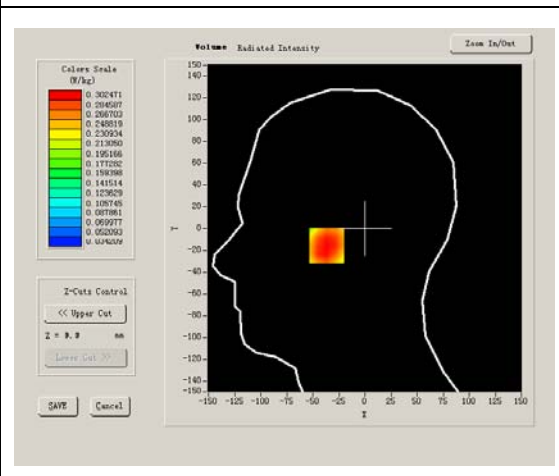 Volume Radiated Intensity
Zoom In/Out
Colors Scale
(W/kg)
0.302471
0.284587
0.266703
0.248819
0.230934
0.213050
0.195166
0.177282
0.159398
0.141514
0.123629
0.105745
0.087861
0.069977
0.052093
0.034209
Z-Cuts Control
<< Upper Cut
Z = mm
Lower Cut >>
SAVE
Cancel
150
140
120
100
80
60
40
20
0
-20
-40
-60
-80
-100
-120
-140
-150
Y
-150 -125 -100 -75 -50 -25 0 25 50 75 100 125 150
X